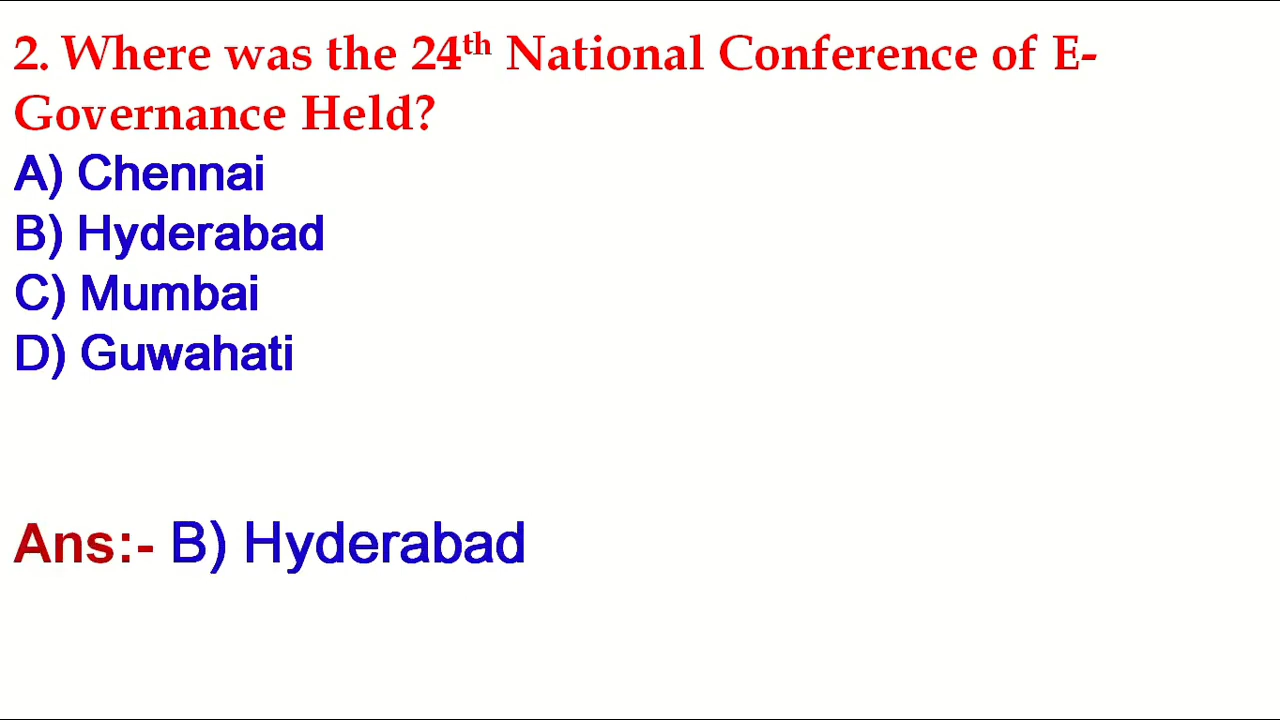 2. Where was the 24th National Conference of E-
Governance Held?
A) Chennai
B) Hyderabad
C) Mumbai
D) Guwahati
Ans:- B) Hyderabad